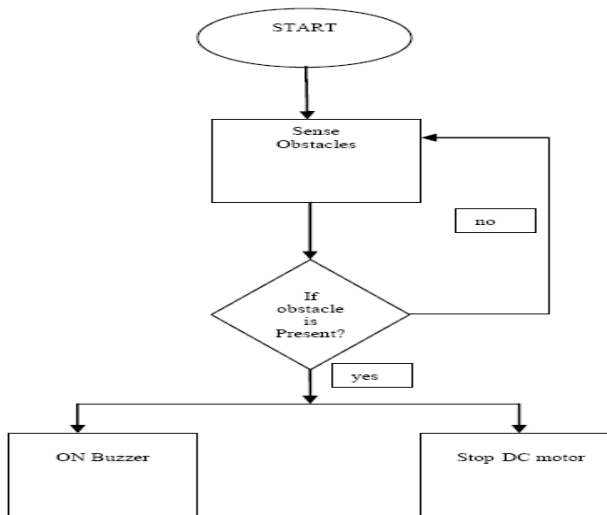 START
Sense
Obstacles
no
If
obstacle
is
Present?
yes
ON Buzzer
Stop DC motor